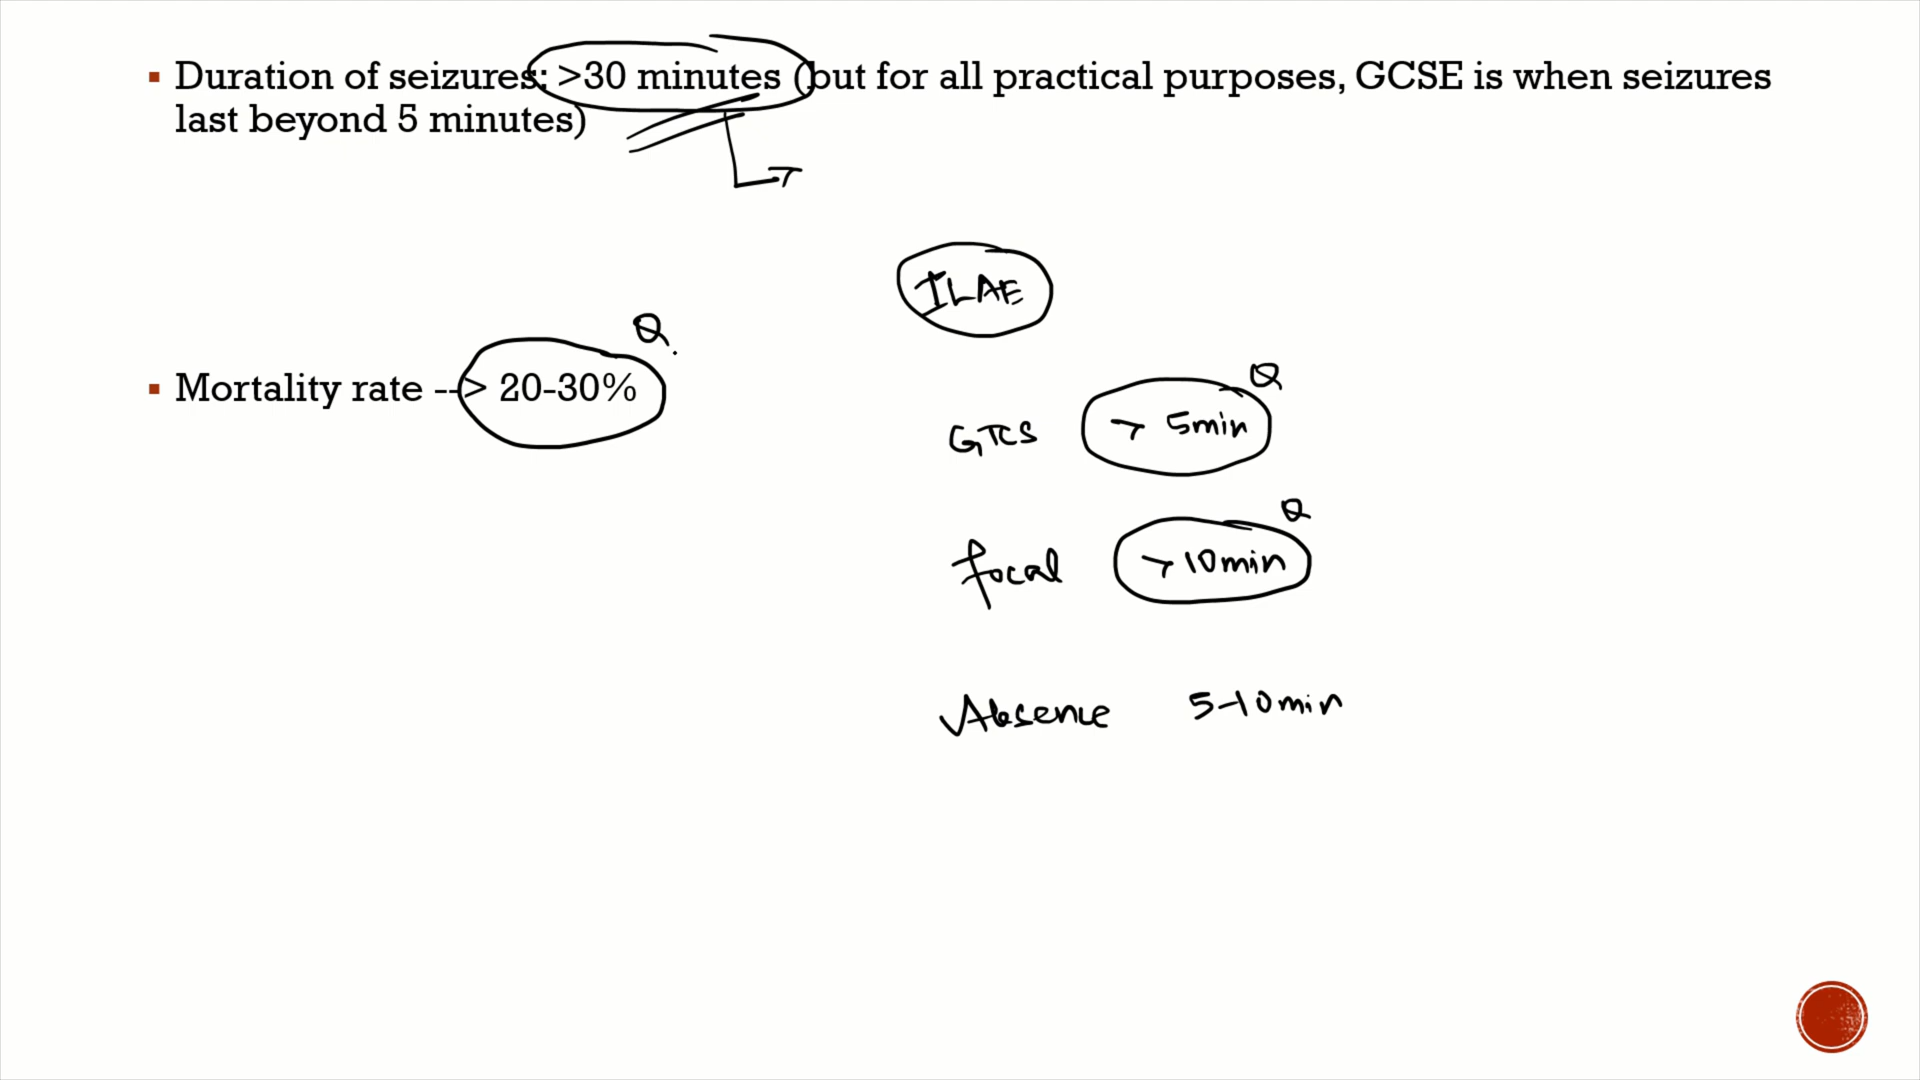 ▪ Duration of seizures: >30 minutes (but for all practical purposes, GCSE is when seizures
last beyond 5 minutes)
ILAE
Q.
▪ Mortality rate --> 20-30%
Q
GTCS > 5min
Q
focal >10min
Absence 5-10min